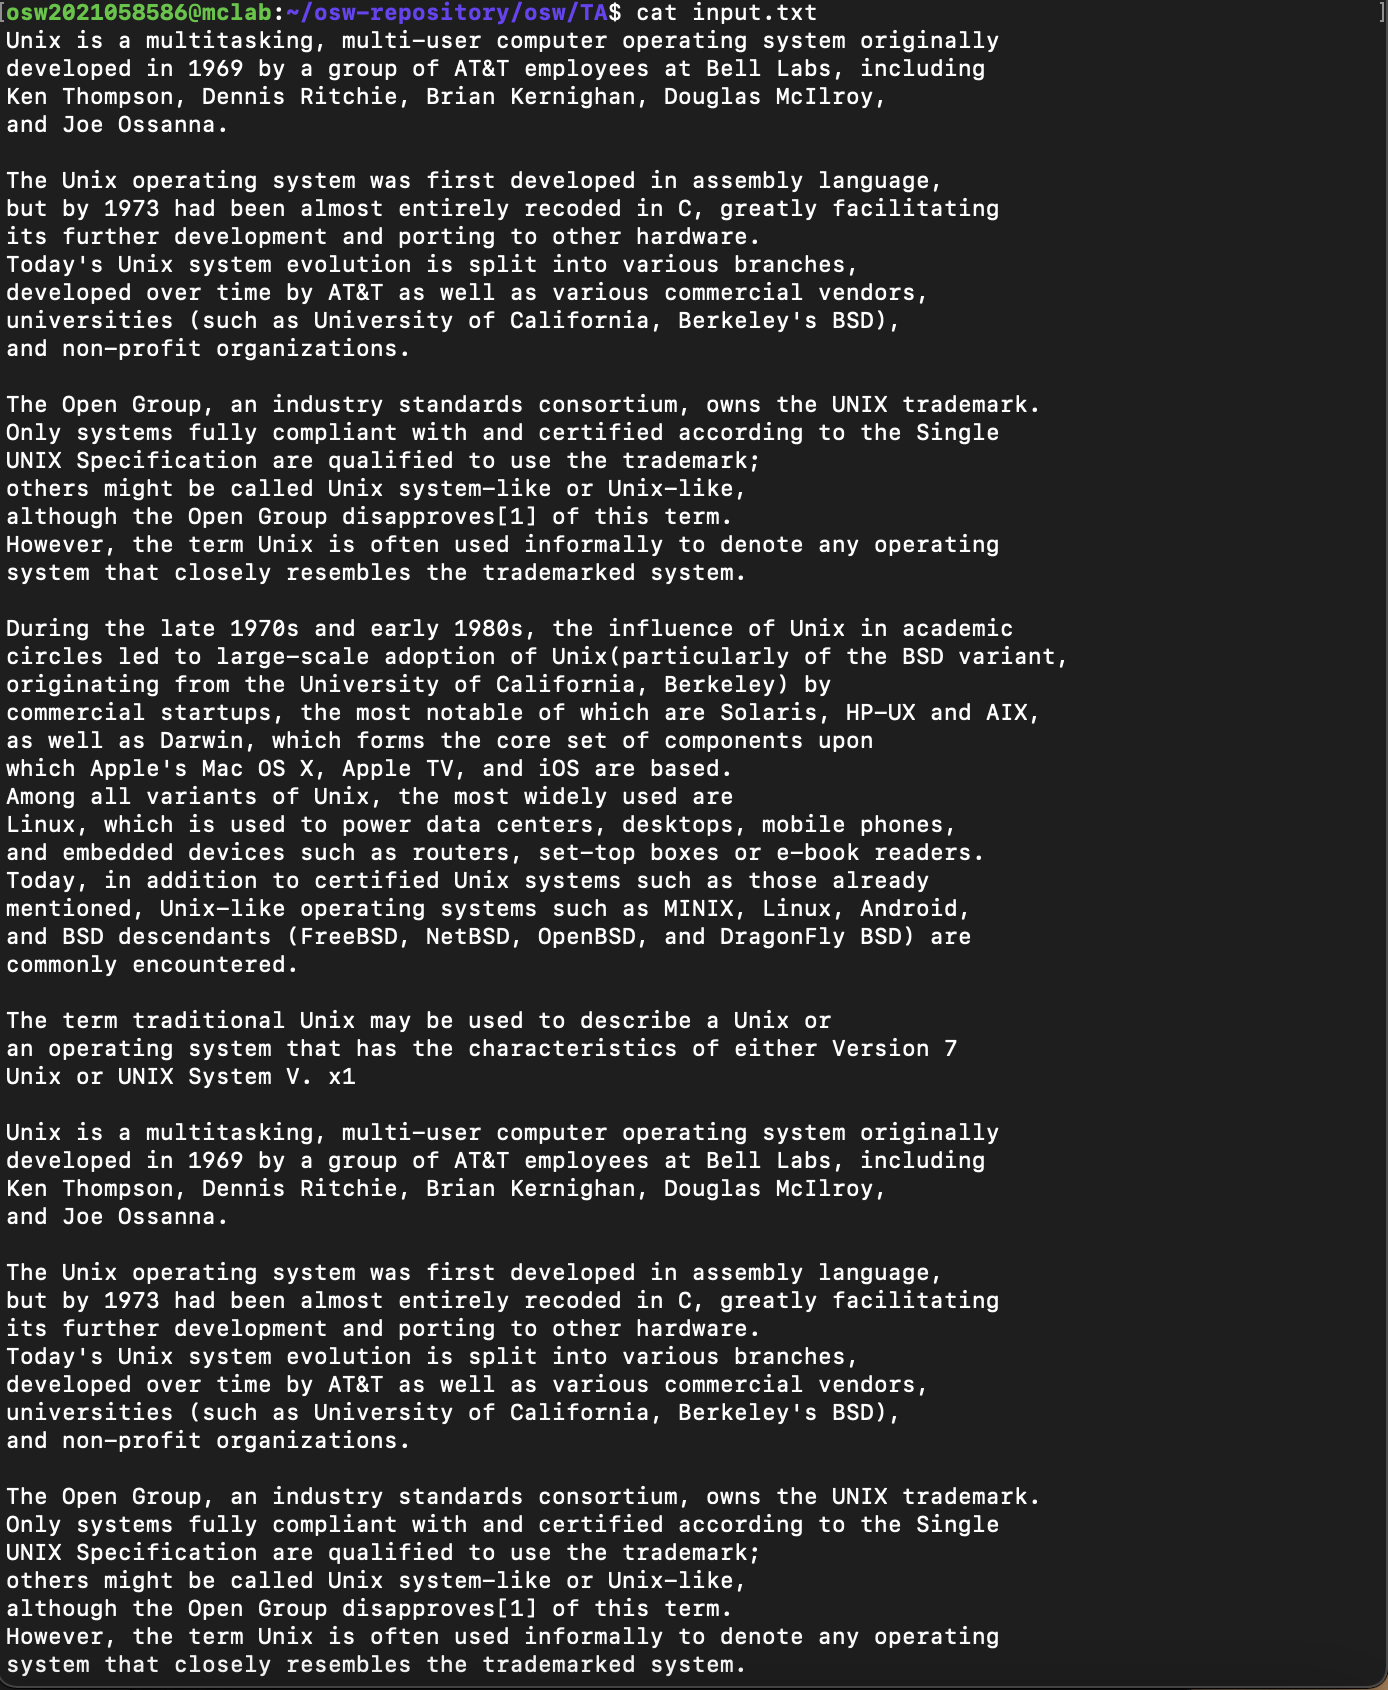 [osw2021058586@mclab:~/osw-repository/osw/TA$ cat input.txt ]
Unix is a multitasking, multi-user computer operating system originally
developed in 1969 by a group of AT&T employees at Bell Labs, including
Ken Thompson, Dennis Ritchie, Brian Kernighan, Douglas McIlroy,
and Joe Ossanna.

The Unix operating system was first developed in assembly language,
but by 1973 had been almost entirely recoded in C, greatly facilitating
its further development and porting to other hardware.
Today's Unix system evolution is split into various branches,
developed over time by AT&T as well as various commercial vendors,
universities (such as University of California, Berkeley's BSD),
and non-profit organizations.

The Open Group, an industry standards consortium, owns the UNIX trademark.
Only systems fully compliant with and certified according to the Single
UNIX Specification are qualified to use the trademark;
others might be called Unix system-like or Unix-like,
although the Open Group disapproves[1] of this term.
However, the term Unix is often used informally to denote any operating
system that closely resembles the trademarked system.

During the late 1970s and early 1980s, the influence of Unix in academic
circles led to large-scale adoption of Unix(particularly of the BSD variant,
originating from the University of California, Berkeley) by
commercial startups, the most notable of which are Solaris, HP-UX and AIX,
as well as Darwin, which forms the core set of components upon
which Apple's Mac OS X, Apple TV, and iOS are based.
Among all variants of Unix, the most widely used are
Linux, which is used to power data centers, desktops, mobile phones,
and embedded devices such as routers, set-top boxes or e-book readers.
Today, in addition to certified Unix systems such as those already
mentioned, Unix-like operating systems such as MINIX, Linux, Android,
and BSD descendants (FreeBSD, NetBSD, OpenBSD, and DragonFly BSD) are
commonly encountered.

The term traditional Unix may be used to describe a Unix or
an operating system that has the characteristics of either Version 7
Unix or UNIX System V. x1

Unix is a multitasking, multi-user computer operating system originally
developed in 1969 by a group of AT&T employees at Bell Labs, including
Ken Thompson, Dennis Ritchie, Brian Kernighan, Douglas McIlroy,
and Joe Ossanna.

The Unix operating system was first developed in assembly language,
but by 1973 had been almost entirely recoded in C, greatly facilitating
its further development and porting to other hardware.
Today's Unix system evolution is split into various branches,
developed over time by AT&T as well as various commercial vendors,
universities (such as University of California, Berkeley's BSD),
and non-profit organizations.

The Open Group, an industry standards consortium, owns the UNIX trademark.
Only systems fully compliant with and certified according to the Single
UNIX Specification are qualified to use the trademark;
others might be called Unix system-like or Unix-like,
although the Open Group disapproves[1] of this term.
However, the term Unix is often used informally to denote any operating
system that closely resembles the trademarked system.